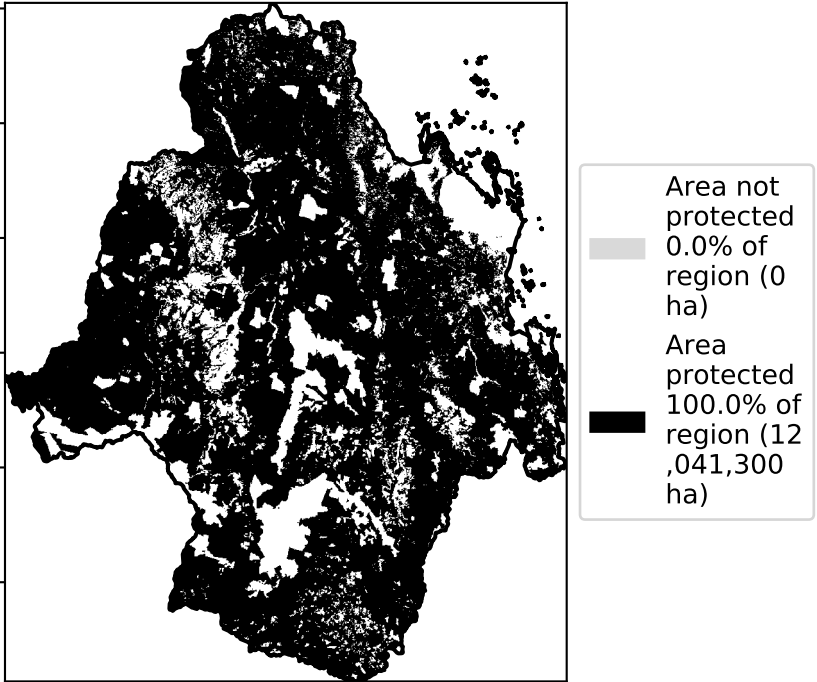 Area not
protected
0.0% of
region (0
ha)
Area
protected
100.0% of
region (12
,041,300
ha)